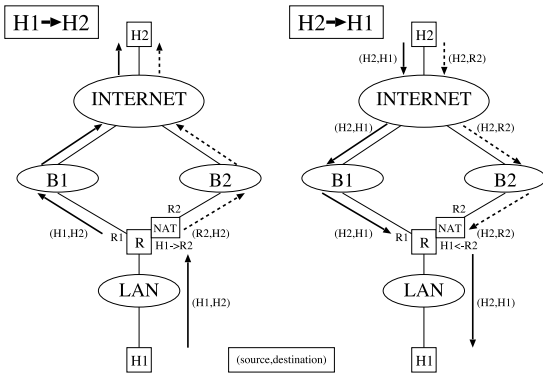 H1➡H2
H2
INTERNET
B1
B2
R2
NAT
(H1,H2)
R1
R
H1->R2
(R2,H2)
LAN
(H1,H2)
H1
H2➡H1
H2
(H2,H1)
(H2,R2)
INTERNET
(H2,H1)
(H2,R2)
B1
B2
R2
NAT
(H2,H1)
R1
R
H1<-R2
(H2,R2)
LAN
(H2,H1)
H1
(source,destination)